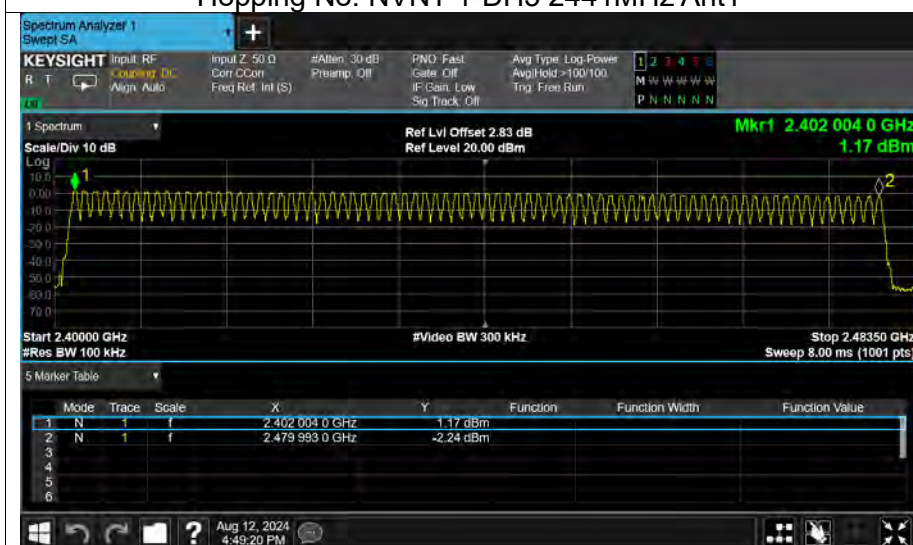 Hopping No. NVNT 1-DH5 2441MHz Ant1
Spectrum Analyzer 1
Swept SA
+
KEYSIGHT
R T
Input: RF
Coupling: DC
Align: Auto
Input Z: 50 Ω
Corr CCorr
Freq Ref: Int (S)
#Atten: 30 dB
Preamp: Off
PNO: Fast
Gate: Off
IF Gain: Low
Sig Track: Off
Avg Type: Log-Power
Avg|Hold:>100/100
Trig: Free Run
1 2 3 4 5 6
M W W W W W
P N N N N N
1 Spectrum
Scale/Div 10 dB
Ref Lvl Offset 2.83 dB
Ref Level 20.00 dBm
Mkr1 2.402 004 0 GHz
1.17 dBm
Log
10.0
0.00
-10.0
-20.0
-30.0
-40.0
-50.0
-60.0
-70.0
1
2
Start 2.40000 GHz
#Res BW 100 kHz
#Video BW 300 kHz
Stop 2.48350 GHz
Sweep 8.00 ms (1001 pts)
5 Marker Table
Mode Trace Scale X Y Function Function Width Function Value
1 N 1 f 2.402 004 0 GHz 1.17 dBm
2 N 1 f 2.479 993 0 GHz -2.24 dBm
3
4
5
6
?
Aug 12, 2024
4:49:20 PM